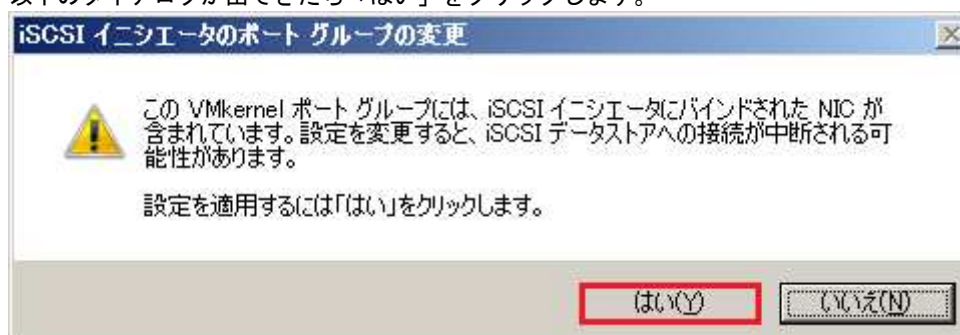 以下のダイアログが出てきたら「はい」をクリックします。
iSCSI イニシエータのポート グループの変更
この VMkernel ポート グループには、iSCSI イニシエータにバインドされた NIC が
含まれています。設定を変更すると、iSCSI データストアへの接続が中断される可
能性があります。
設定を適用するには「はい」をクリックします。
はい(Y)
いいえ(N)